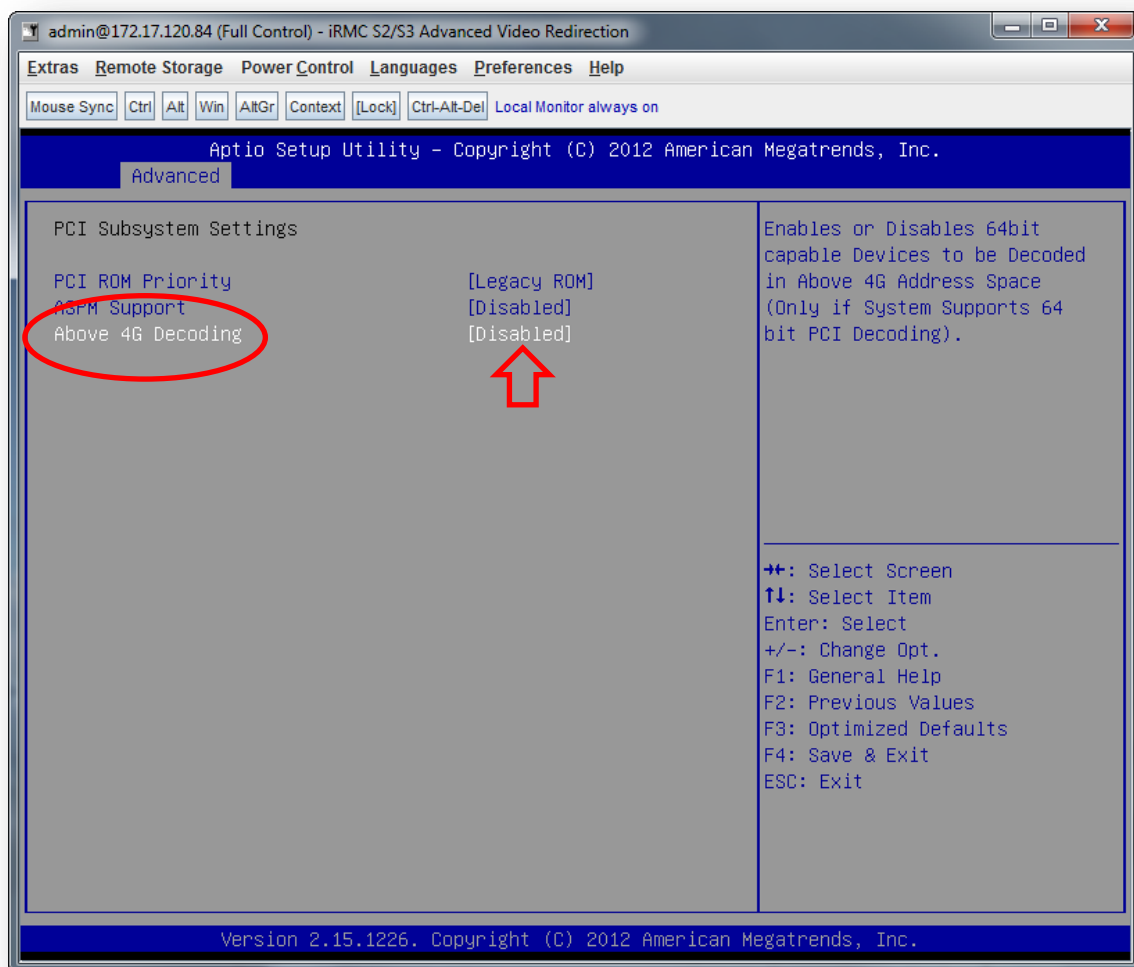 admin@172.17.120.84 (Full Control) - iRMC S2/S3 Advanced Video Redirection
Extras Remote Storage Power Control Languages Preferences Help
Mouse Sync Ctrl Alt Win AltGr Context [Lock] Ctrl-Alt-Del Local Monitor always on
Aptio Setup Utility – Copyright (C) 2012 American Megatrends, Inc.
Advanced
PCI Subsystem Settings
PCI ROM Priority [Legacy ROM]
ASPM Support [Disabled]
Above 4G Decoding [Disabled]
Enables or Disables 64bit
capable Devices to be Decoded
in Above 4G Address Space
(Only if System Supports 64
bit PCI Decoding).
→←: Select Screen
↑↓: Select Item
Enter: Select
+/-: Change Opt.
F1: General Help
F2: Previous Values
F3: Optimized Defaults
F4: Save & Exit
ESC: Exit
Version 2.15.1226. Copyright (C) 2012 American Megatrends, Inc.